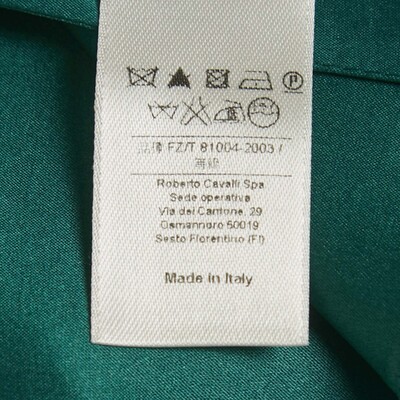 P
FZ/T 81004-2003 /
Roberto Cavalli Spa
Sede operativa
Via del Cantone, 29
Osmannoro 50019
Sesto Fiorentino (FI)
Made in Italy